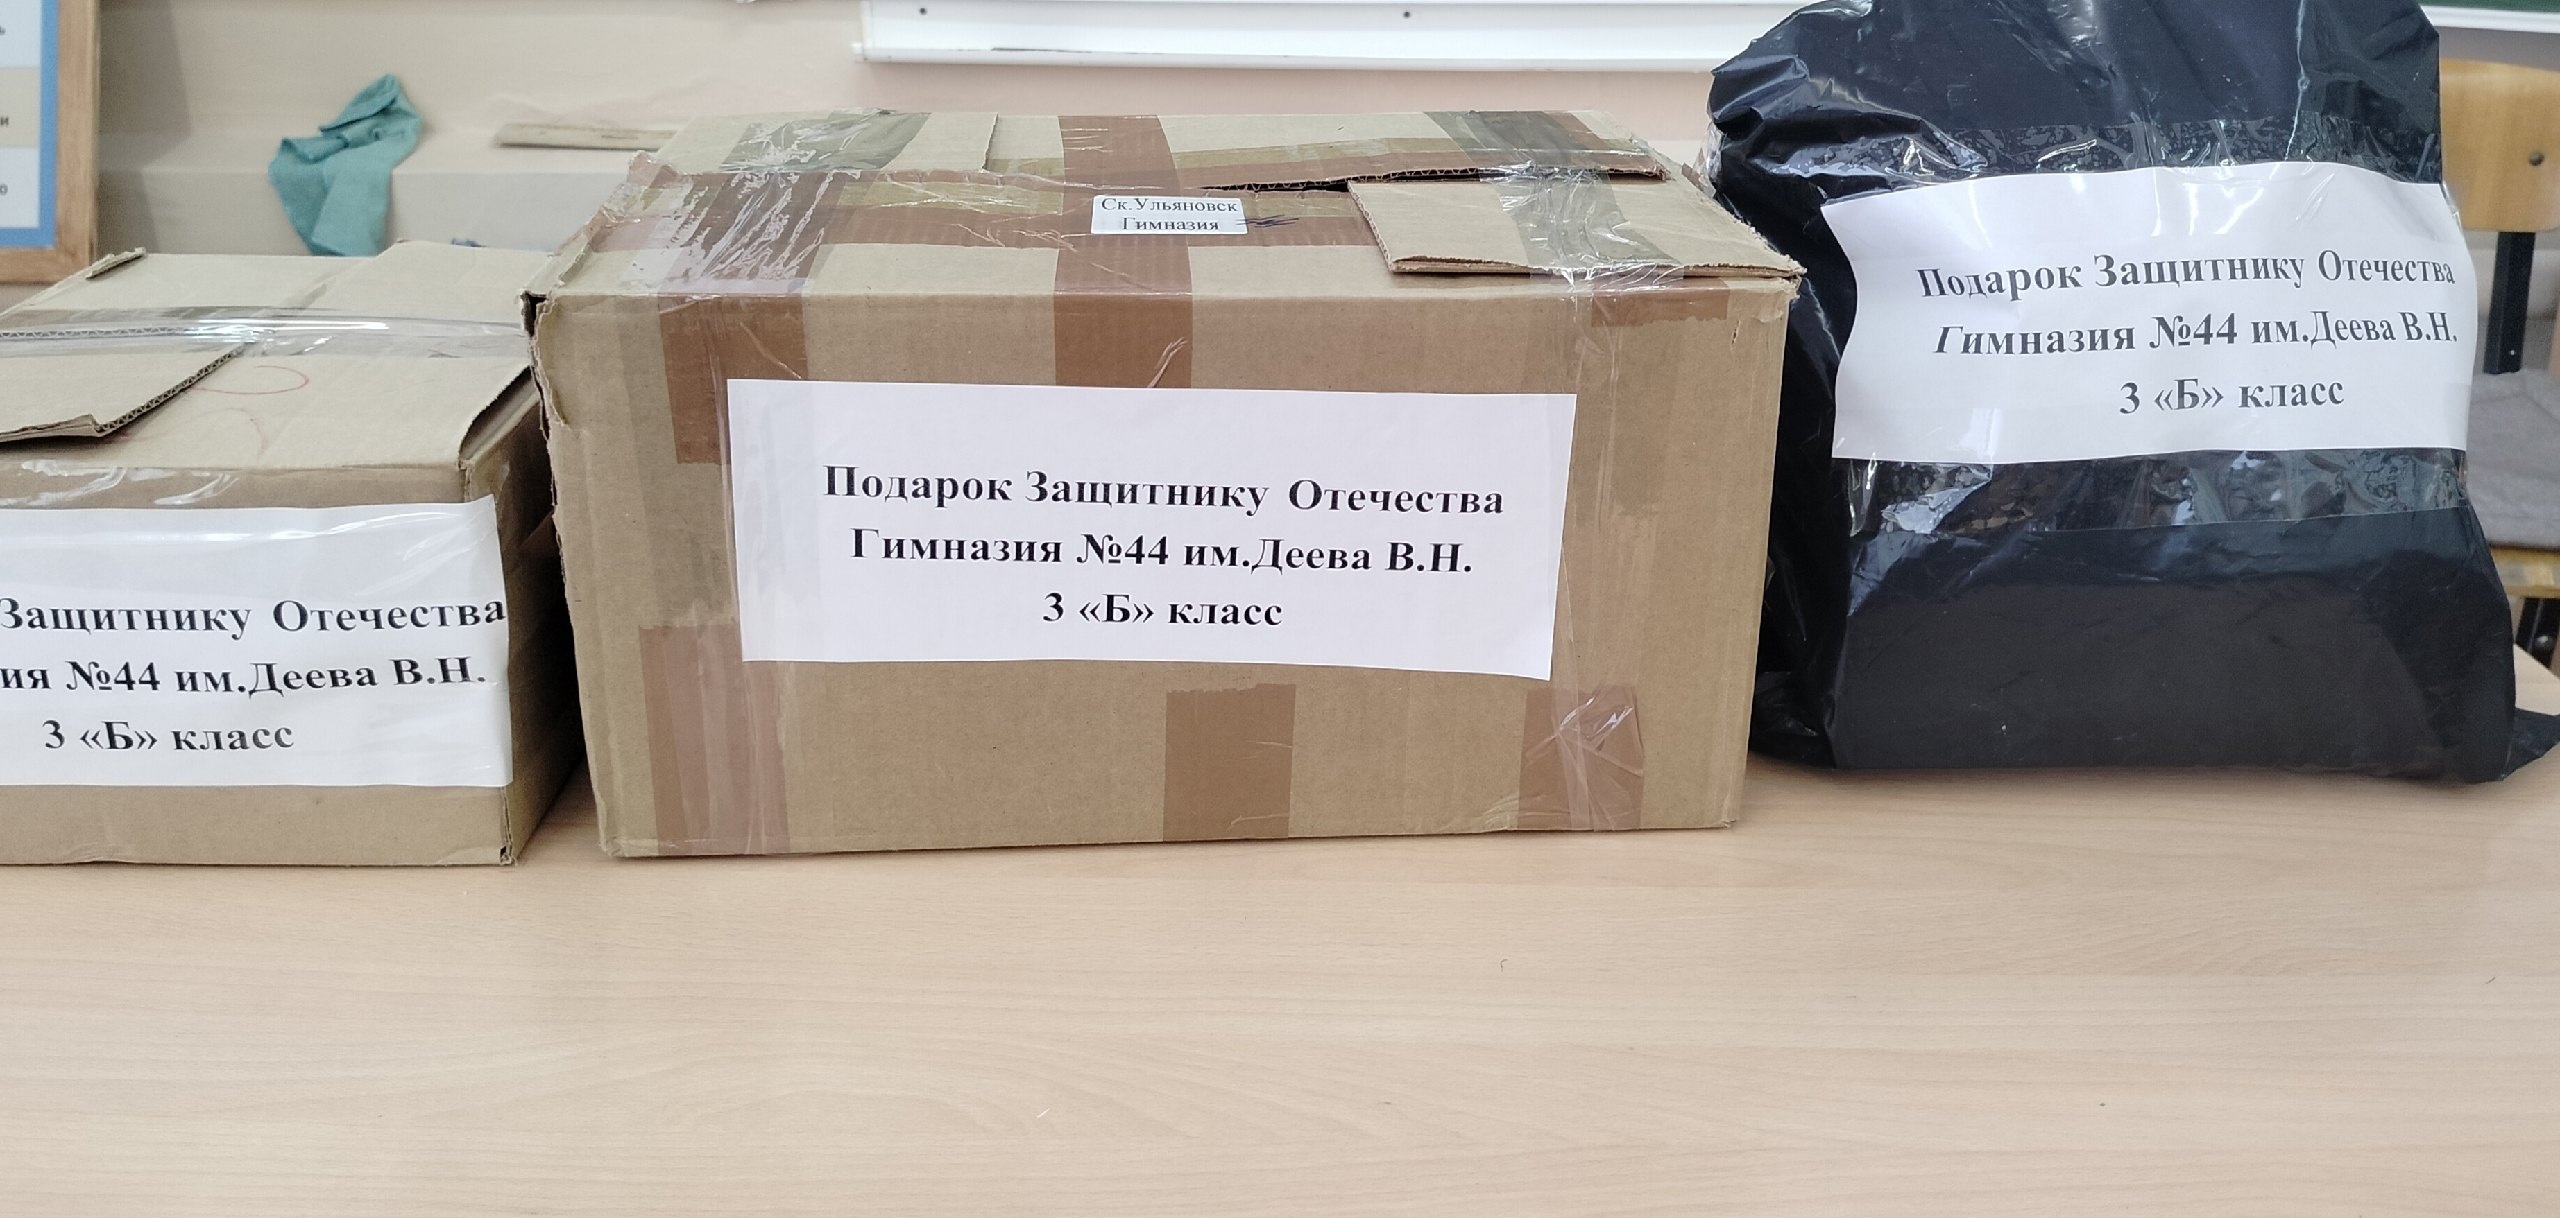 Ск.Ульяновск
Гимназия
Защитнику Отечества
ия №44 им.Деева В.Н.
3 «Б» класс
Подарок Защитнику Отечества
Гимназия №44 им.Деева В.Н.
3 «Б» класс
Подарок Защитнику Отечества
Гимназия №44 им.Деева В.Н.
3 «Б» класс